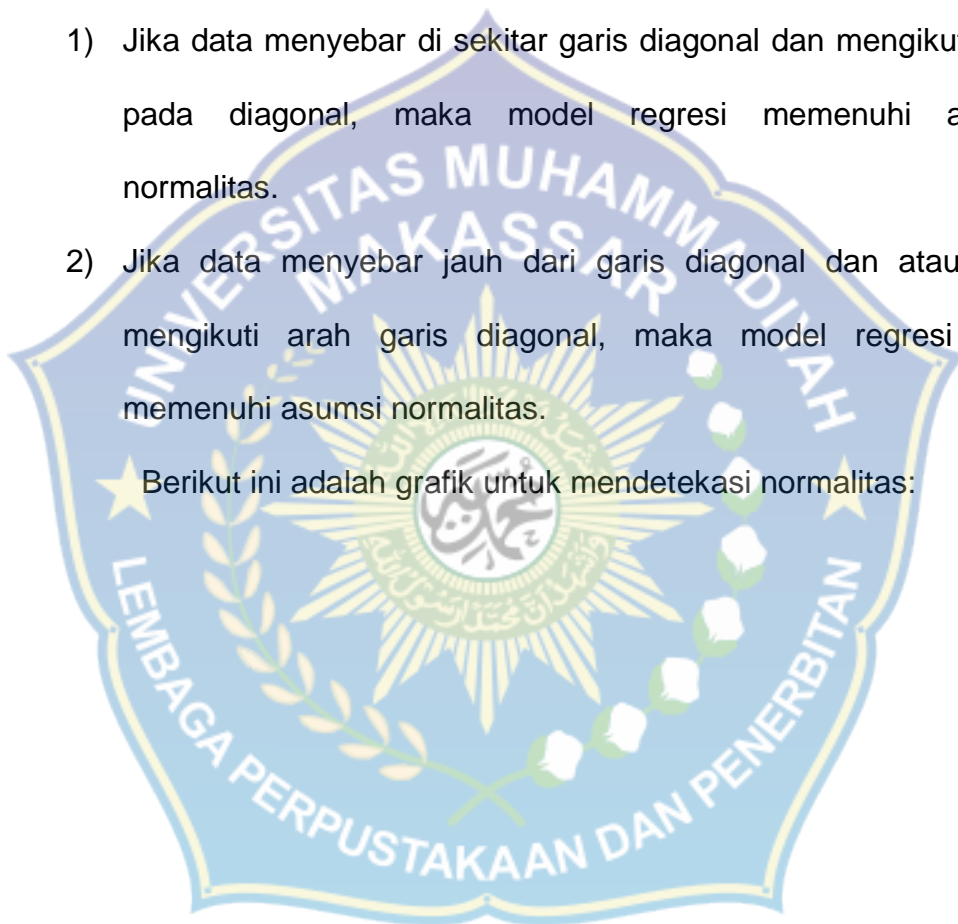 1) Jika data menyebar di sekitar garis diagonal dan mengikut
pada diagonal, maka model regresi memenuhi a
normalitas.
2) Jika data menyebar jauh dari garis diagonal dan atau
mengikuti arah garis diagonal, maka model regresi
memenuhi asumsi normalitas.
Berikut ini adalah grafik untuk mendetekasi normalitas:
UNIVERSITAS MUHAMMADIYAH
MAKASSAR
LEMBAGA PERPUSTAKAAN DAN PENERBITAN